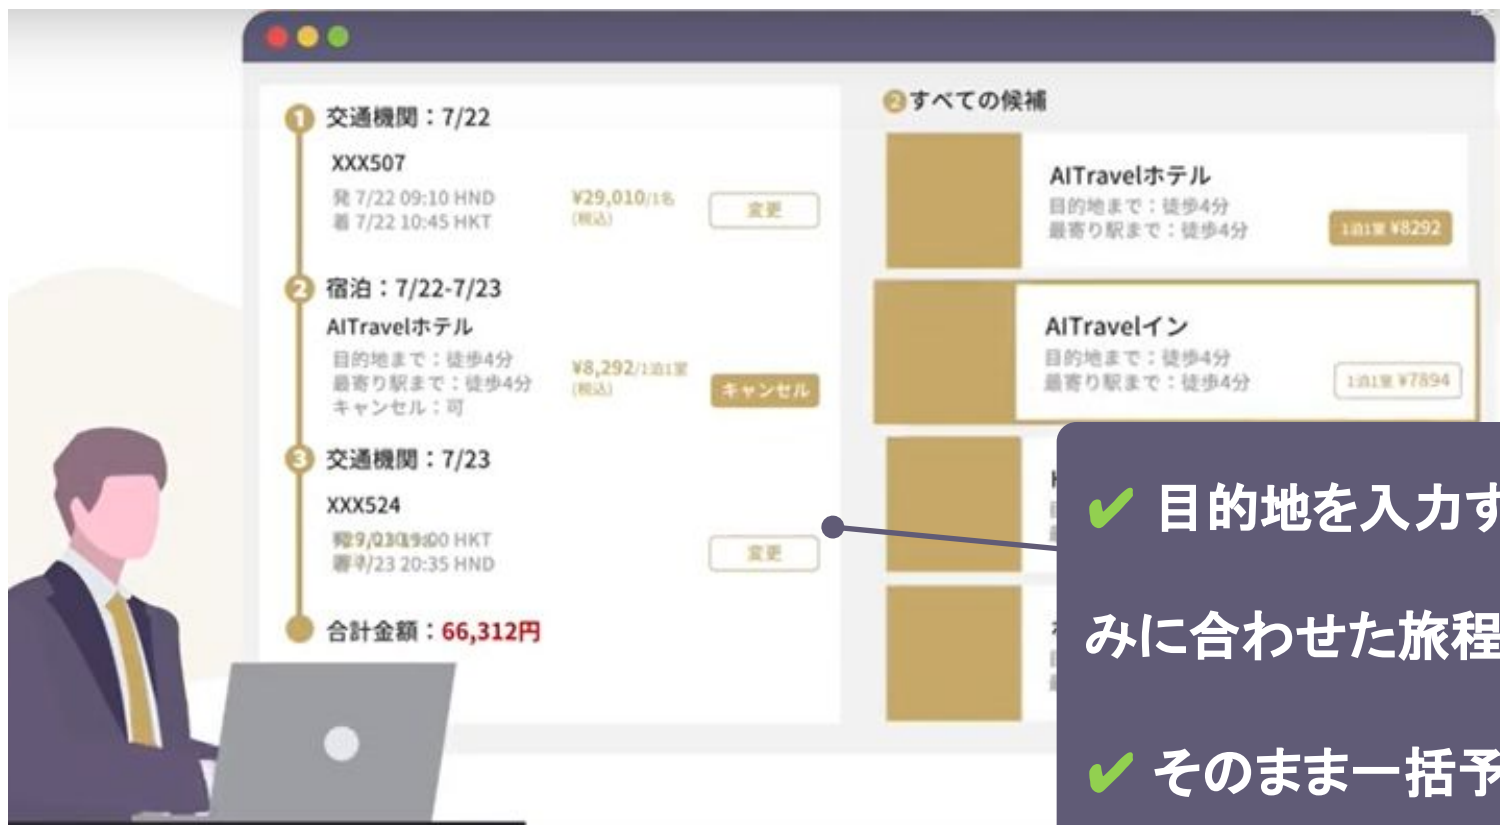 1 交通機関：7/22
XXX507
発 7/22 09:10 HND
着 7/22 10:45 HKT
¥29,010/1名
(税込)
変更
2 宿泊：7/22-7/23
AITravelホテル
目的地まで：徒歩4分
最寄り駅まで：徒歩4分
キャンセル：可
¥8,292/1泊1室
(税込)
キャンセル
3 交通機関：7/23
XXX524
00 HKT
/23 20:35 HND
変更
合計金額：66,312円
2 すべての候補
AITravelホテル
目的地まで：徒歩4分
最寄り駅まで：徒歩4分
1泊1室 ¥8292
AITravelイン
目的地まで：徒歩4分
最寄り駅まで：徒歩4分
1泊1室 ¥7894
✔ 目的地を入力す
みに合わせた旅程
✔ そのまま一括予